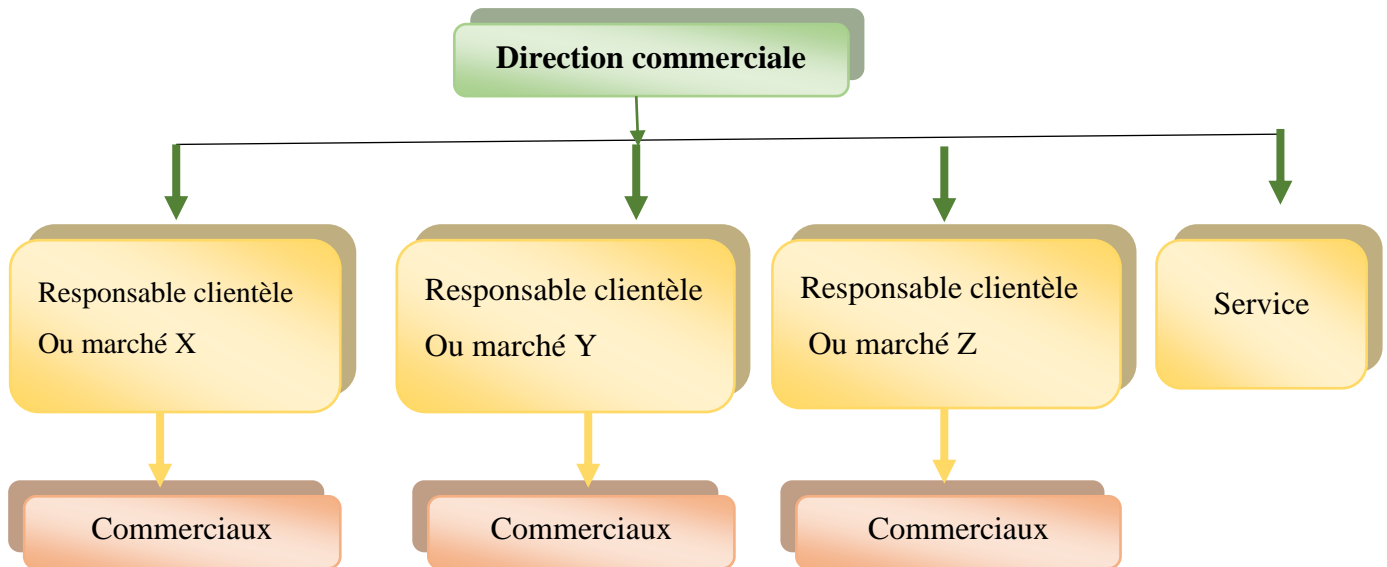 Direction commerciale
Responsable clientèle
Ou marché X
Responsable clientèle
Ou marché Y
Responsable clientèle
Ou marché Z
Service
Commerciaux
Commerciaux
Commerciaux